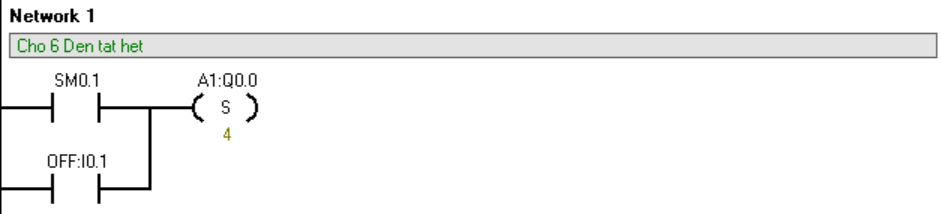 Network 1
Cho 6 Den tat het
SM0.1 A1:Q0.0
S
4
OFF:I0.1